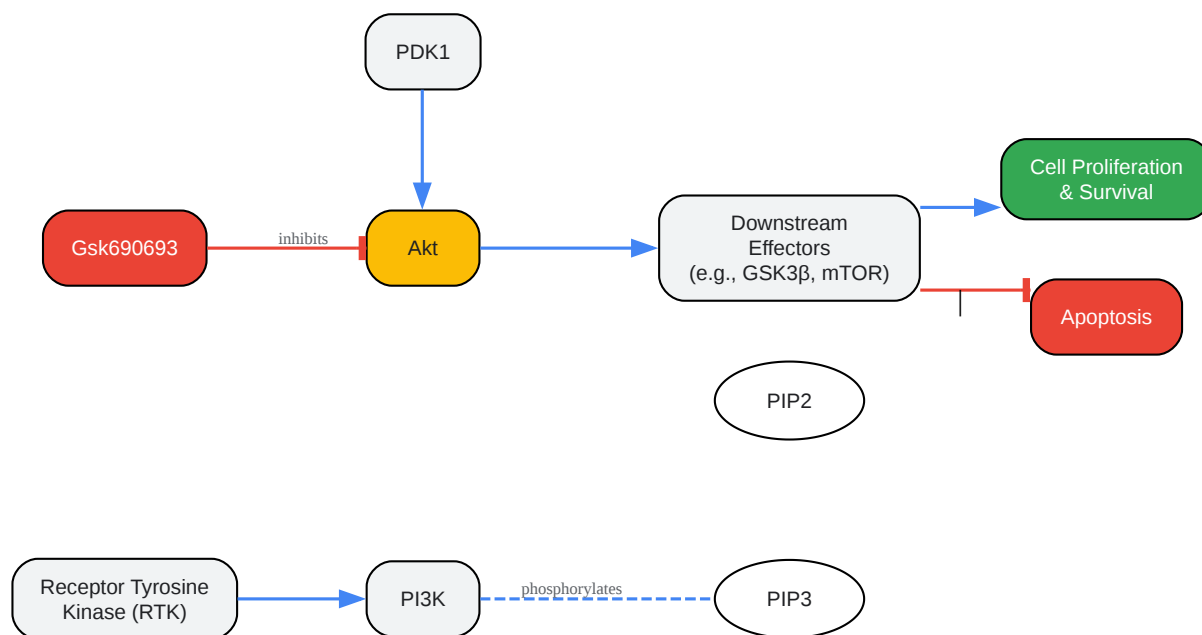 PDK1
Cell Proliferation
& Survival
Gsk690693
inhibits
Akt
Downstream
Effectors
(e.g., GSK3β, mTOR)
Apoptosis
PIP2
Receptor Tyrosine
Kinase (RTK)
PI3K
phosphorylates
PIP3